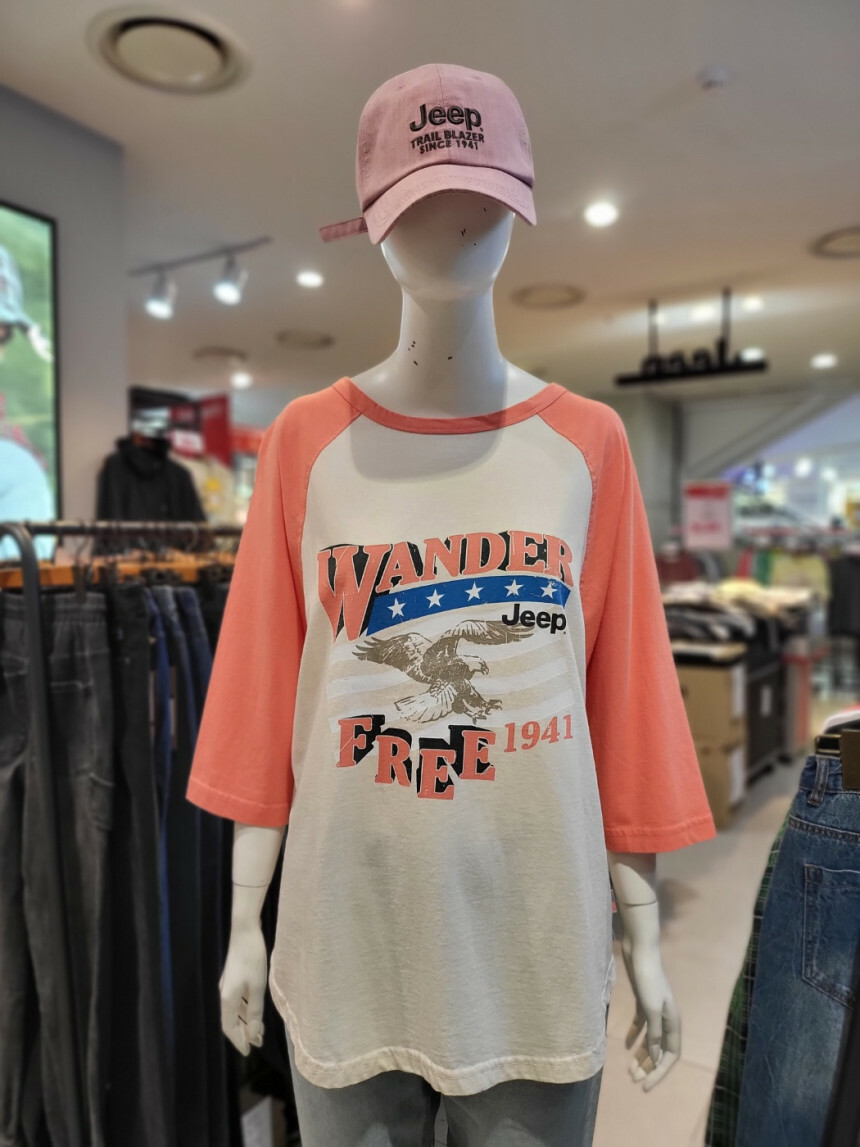 Jeep
TRAIL BLAZER
SINCE 1941
WANDER
Jeep
FREE 1941